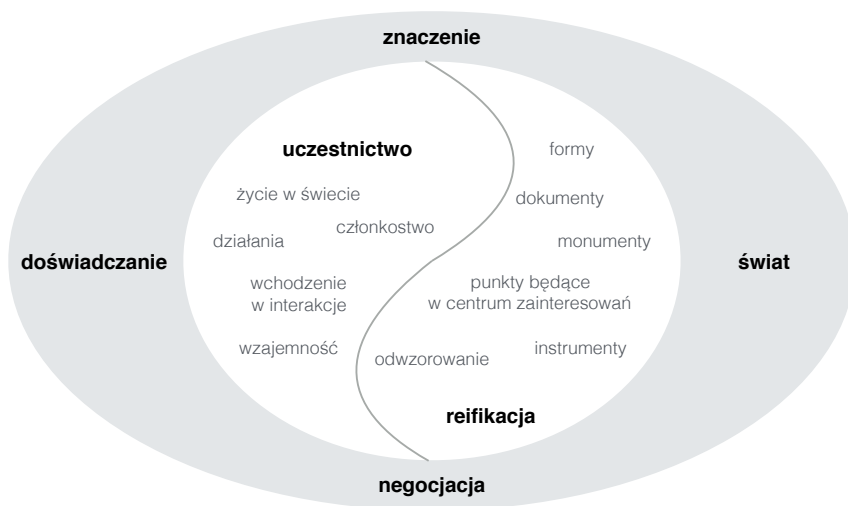 znaczenie
uczestnictwo
formy
życie w świecie
dokumenty
członkostwo
działania
monumenty
doświadczanie
świat
wchodzenie
w interakcje
punkty będące
w centrum zainteresowań
wzajemność
odwzorowanie
instrumenty
reifikacja
negocjacja